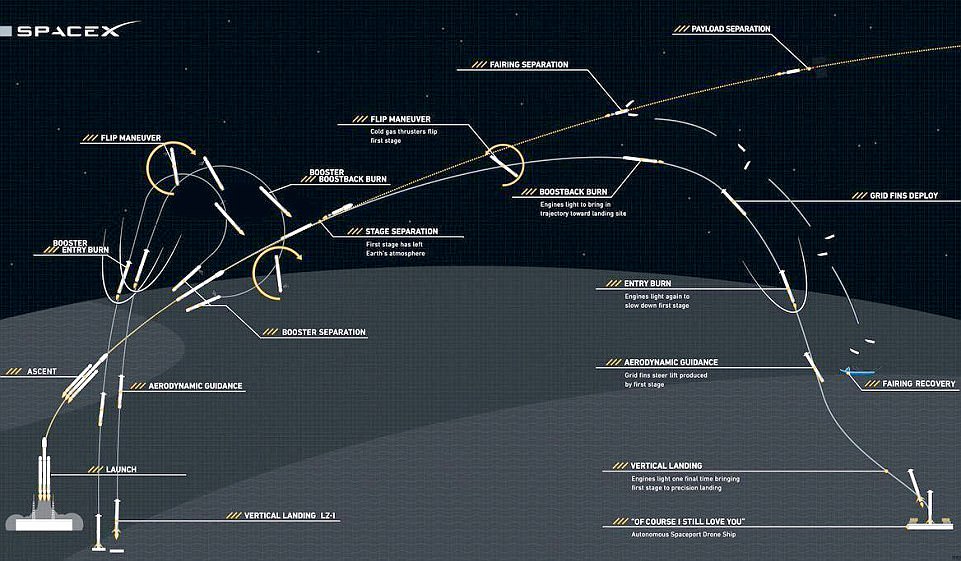 SPACEX
/// PAYLOAD SEPARATION
/// FAIRING SEPARATION
/// FLIP MANEUVER
Cold gas thrusters flip
first stage
/// FLIP MANEUVER
BOOSTER
/// BOOSTBACK BURN
/// BOOSTBACK BURN
Engines light to bring in
trajectory toward landing site
/// GRID FINS DEPLOY
/// STAGE SEPARATION
First stage has left
Earth's atmosphere
BOOSTER
/// ENTRY BURN
/// ENTRY BURN
Engines light again to
slow down first stage
/// BOOSTER SEPARATION
/// ASCENT
/// AERODYNAMIC GUIDANCE
/// AERODYNAMIC GUIDANCE
Grid fins steer lift produced
by first stage
/// FAIRING RECOVERY
/// LAUNCH
/// VERTICAL LANDING
Engines light one final time bringing
first stage to precision landing
/// VERTICAL LANDING LZ-1
/// "OF COURSE I STILL LOVE YOU"
Autonomous Spaceport Drone Ship